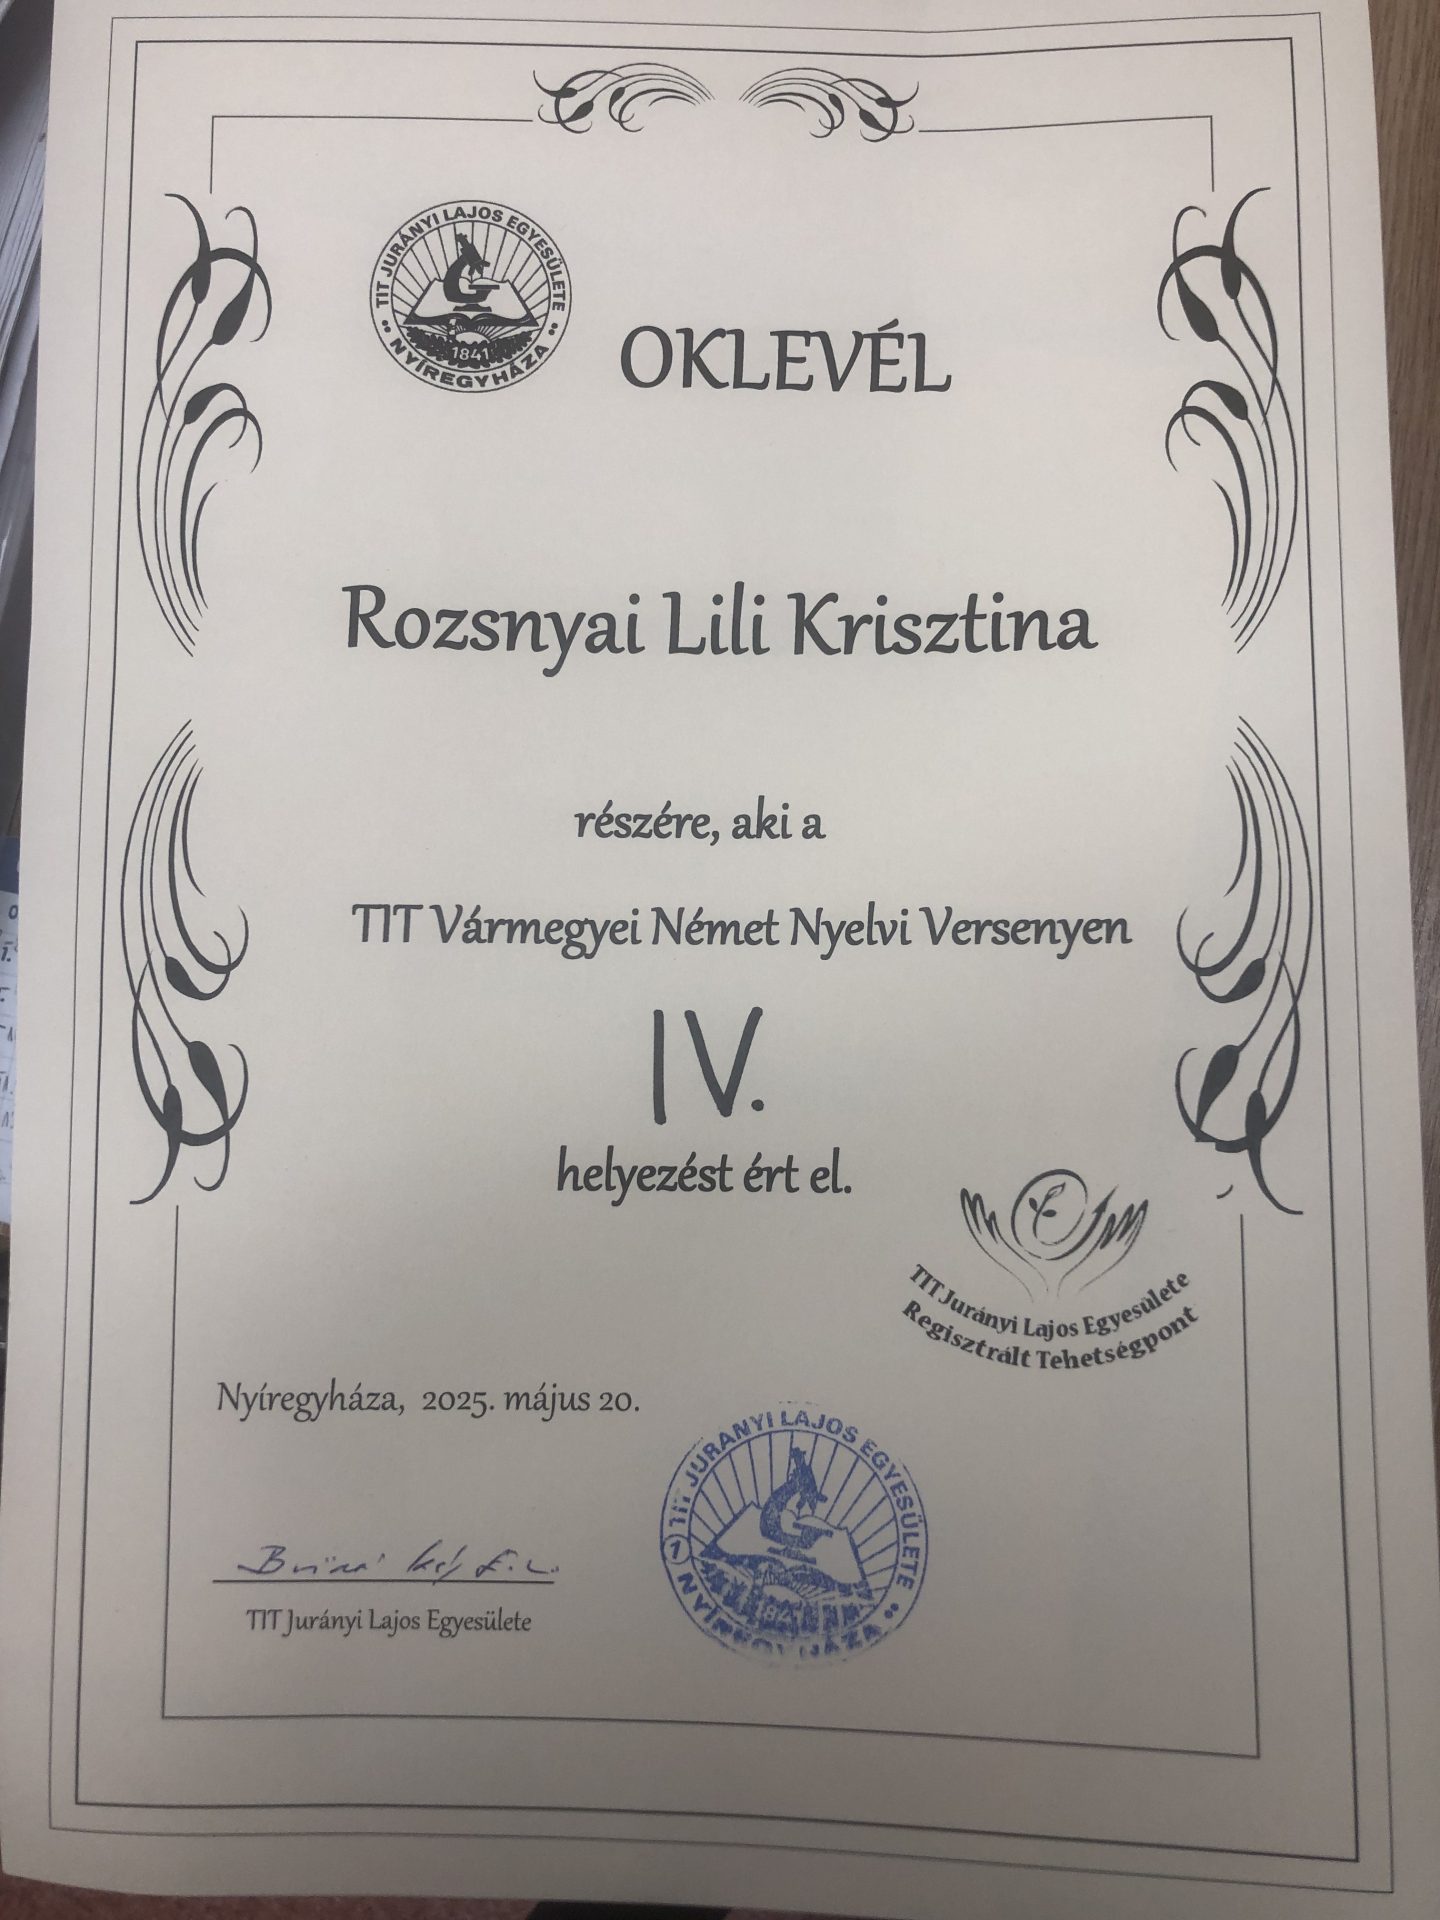 TIT JURÁNYI LAJOS EGYESÜLETE
1841
NYÍREGYHÁZA
OKLEVÉL
Rozsnyai Lili Krisztina
részére, aki a
TIT Vármegyei Német Nyelvi Versenyen
IV.
helyezést ért el.
TIT Jurányi Lajos Egyesülete
Regisztrált Tehetségpont
Nyíregyháza, 2025. május 20.
TIT JURÁNYI LAJOS EGYESÜLETE
1
1841
NYÍREGYHÁZA
TIT Jurányi Lajos Egyesülete